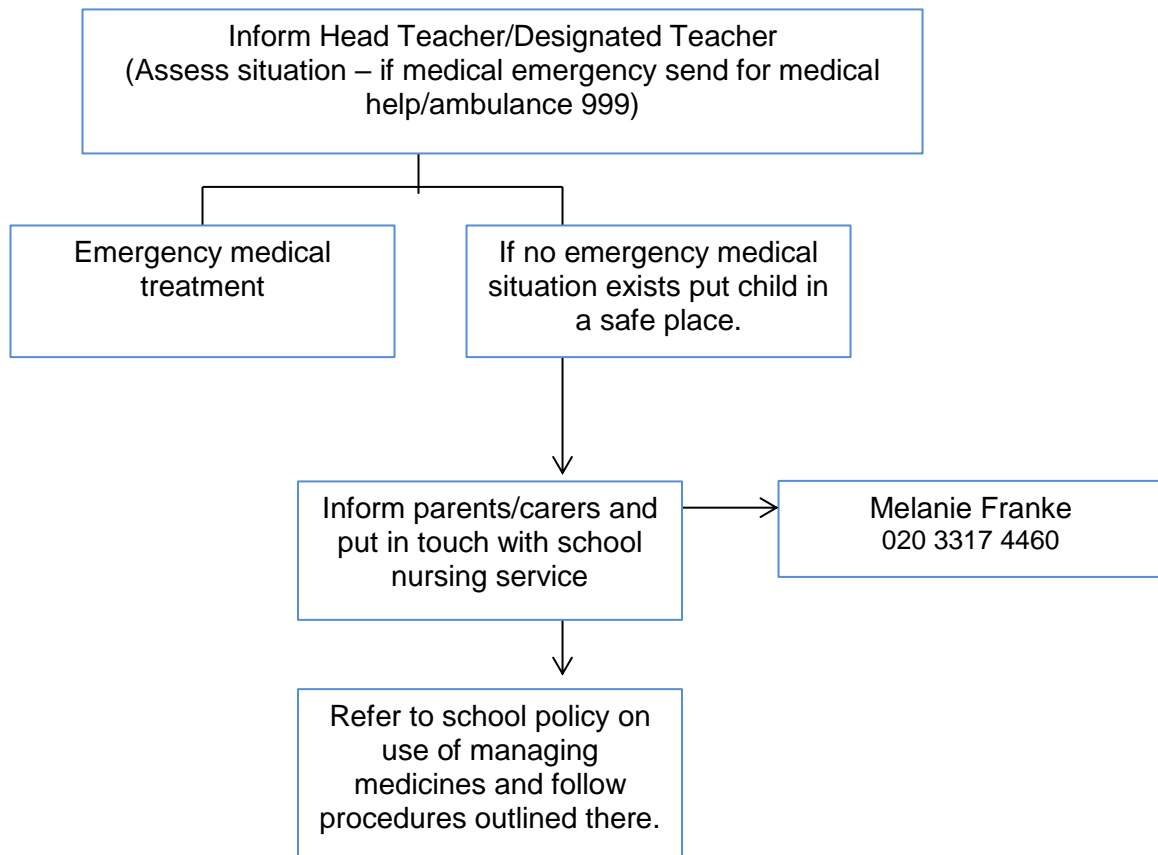 Inform Head Teacher/Designated Teacher
(Assess situation – if medical emergency send for medical
help/ambulance 999)
Emergency medical
treatment
If no emergency medical
situation exists put child in
a safe place.
Inform parents/carers and
put in touch with school
nursing service
Melanie Franke
020 3317 4460
Refer to school policy on
use of managing
medicines and follow
procedures outlined there.